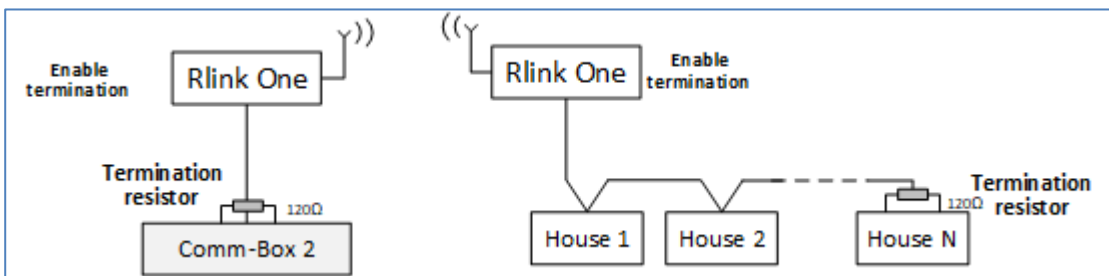 Enable
termination
Rlink One
Rlink One
Enable
termination
Termination
resistor
120Ω
Comm-Box 2
House 1
House 2
House N
120Ω
Termination
resistor